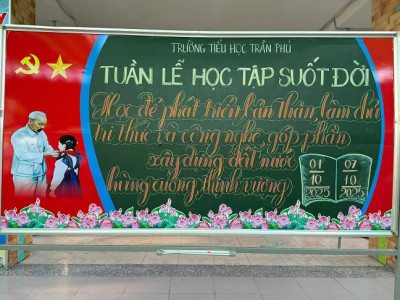 TRƯỜNG TIỂU HỌC TRẦN PHÚ
TUẦN LỄ HỌC TẬP SUỐT ĐỜI
Học để phát triển bản thân, làm chủ
tri thức và công nghệ, góp phần
xây dựng đất nước
hùng cường, thịnh vượng
01 07
10 10
2025 2025